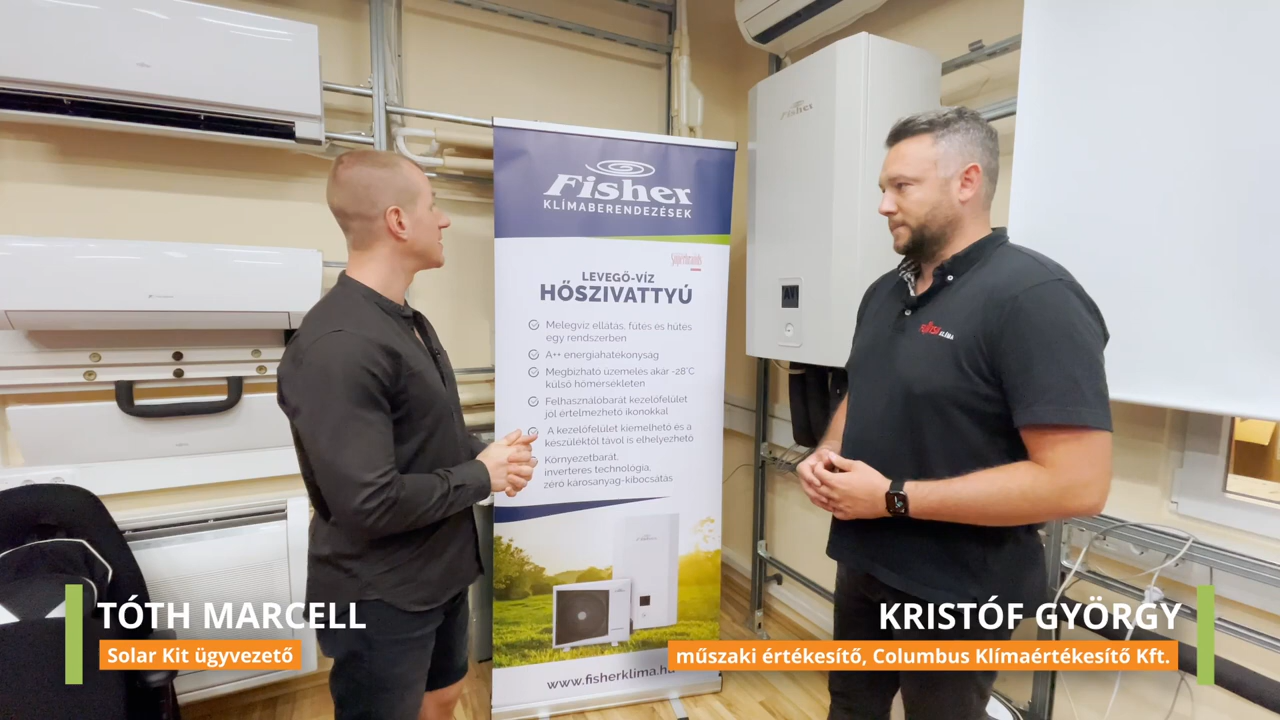 Fisher
Fisher
KLÍMABERENDEZÉSEK
LEVEGŐ-VÍZ
HŐSZIVATTYÚ
Melegvíz ellátás, fűtés és hűtés
egy rendszerben
A++ energiahatékonyság
Megbízható üzemelés akár -28°C
külső hőmérsékleten
Felhasználóbarát kezelőfelület
jól értelmezhető ikonokkal
A kezelőfelület kiemelhető és a
készüléktől távol is elhelyezhető
Környezetbarát,
inverteres technológia,
zéró károsanyag-kibocsátás
www.fisherklima.hu
KLÍMA
TÓTH MARCELL
Solar Kit ügyvezető
KRISTÓF GYÖRGY
műszaki értékesítő, Columbus Klímaértékesítő Kft.